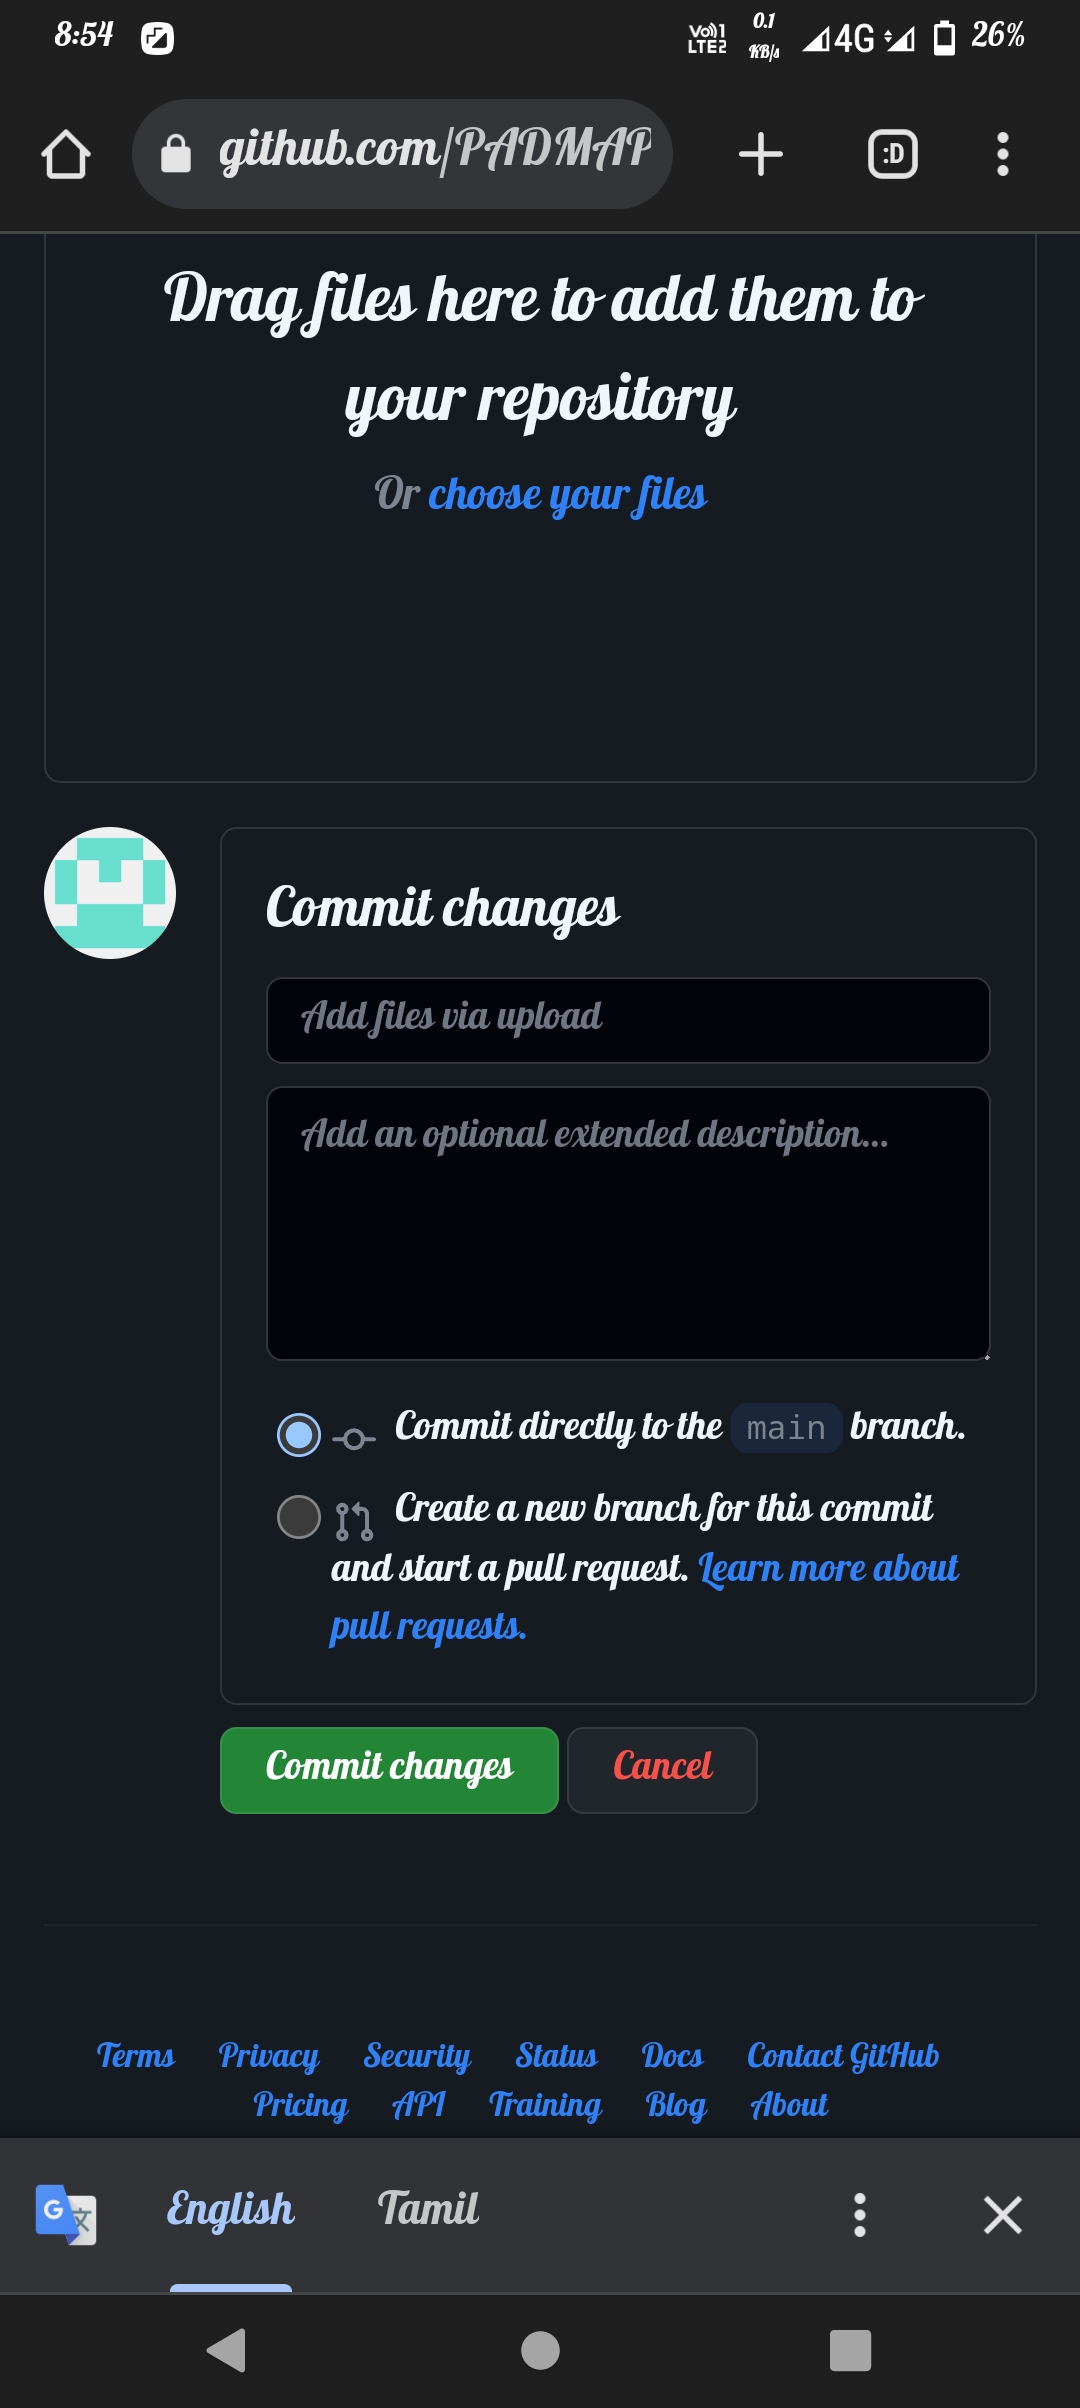 8:54 Vo)) 1 LTE2 0.1 KB/s 4G 26%
github.com/PADMAP :D
Drag files here to add them to
your repository
Or choose your files
Commit changes
Add files via upload
Add an optional extended description...
Commit directly to the main branch.
Create a new branch for this commit
and start a pull request. Learn more about
pull requests.
Commit changes Cancel
Terms Privacy Security Status Docs Contact GitHub
Pricing API Training Blog About
G 文 English Tamil